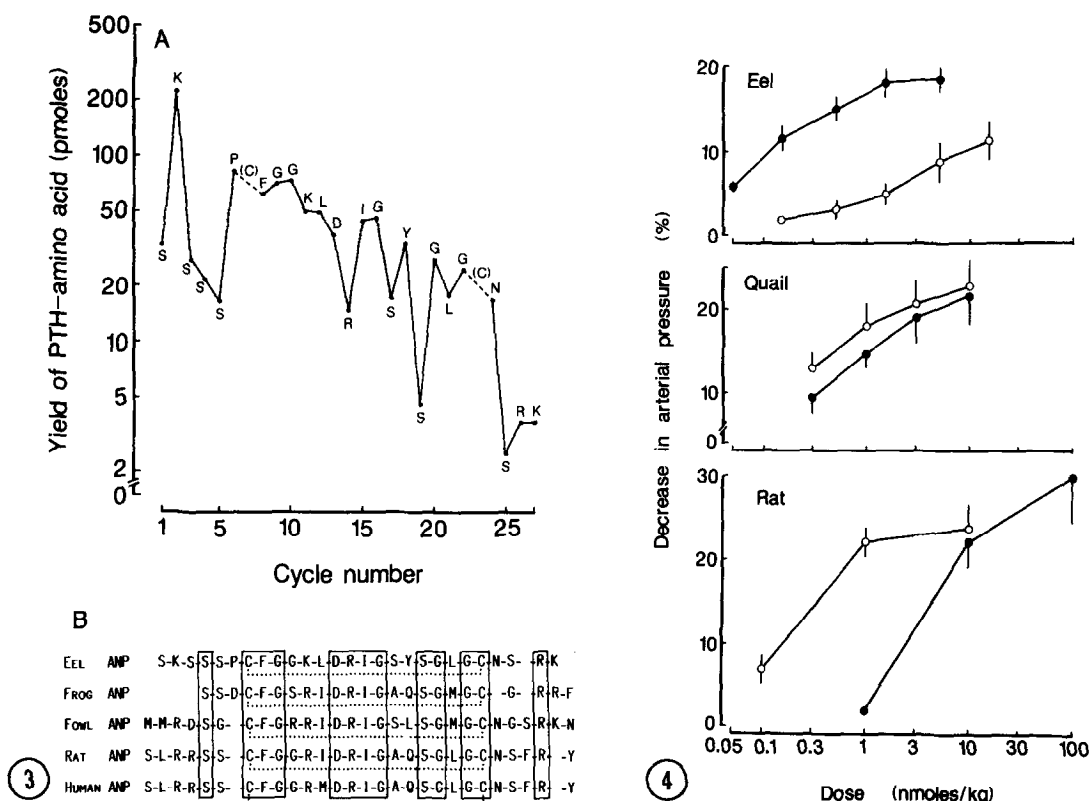 A
500
200
100
50
20
10
5
2
0
Yield of PTH-amino acid (pmoles)
S K S S S P (C) F G G K L D R I G S Y S G L G (C) N S R K
1 5 10 15 20 25
Cycle number
B
EEL ANP S-K-S-S-S-P-C-F-G-G-K-L-D-R-I-G-S-Y-S-G-L-G-C-N-S- R-K
FROG ANP S-S-D-C-F-G-S-R-I-D-R-I-G-A-Q-S-G-M-G-C- -G- R-R-F
FOWL ANP M-M-R-D-S-G- C-F-G-R-R-I-D-R-I-G-S-L-S-G-M-G-C-N-G-S-R-K-N
RAT ANP S-L-R-R-S-S- C-F-G-G-R-I-D-R-I-G-A-Q-S-G-L-G-C-N-S-F-R- -Y
HUMAN ANP S-L-R-R-S-S- C-F-G-G-R-M-D-R-I-G-A-Q-S-C-L-G-C-N-S-F-R- -Y
3
Decrease in arterial pressure (%)
Eel
20
10
0
Quail
20
10
0
Rat
30
20
10
0
0.05 0.1 0.3 1 3 10 30 100
Dose (nmoles/kg)
4